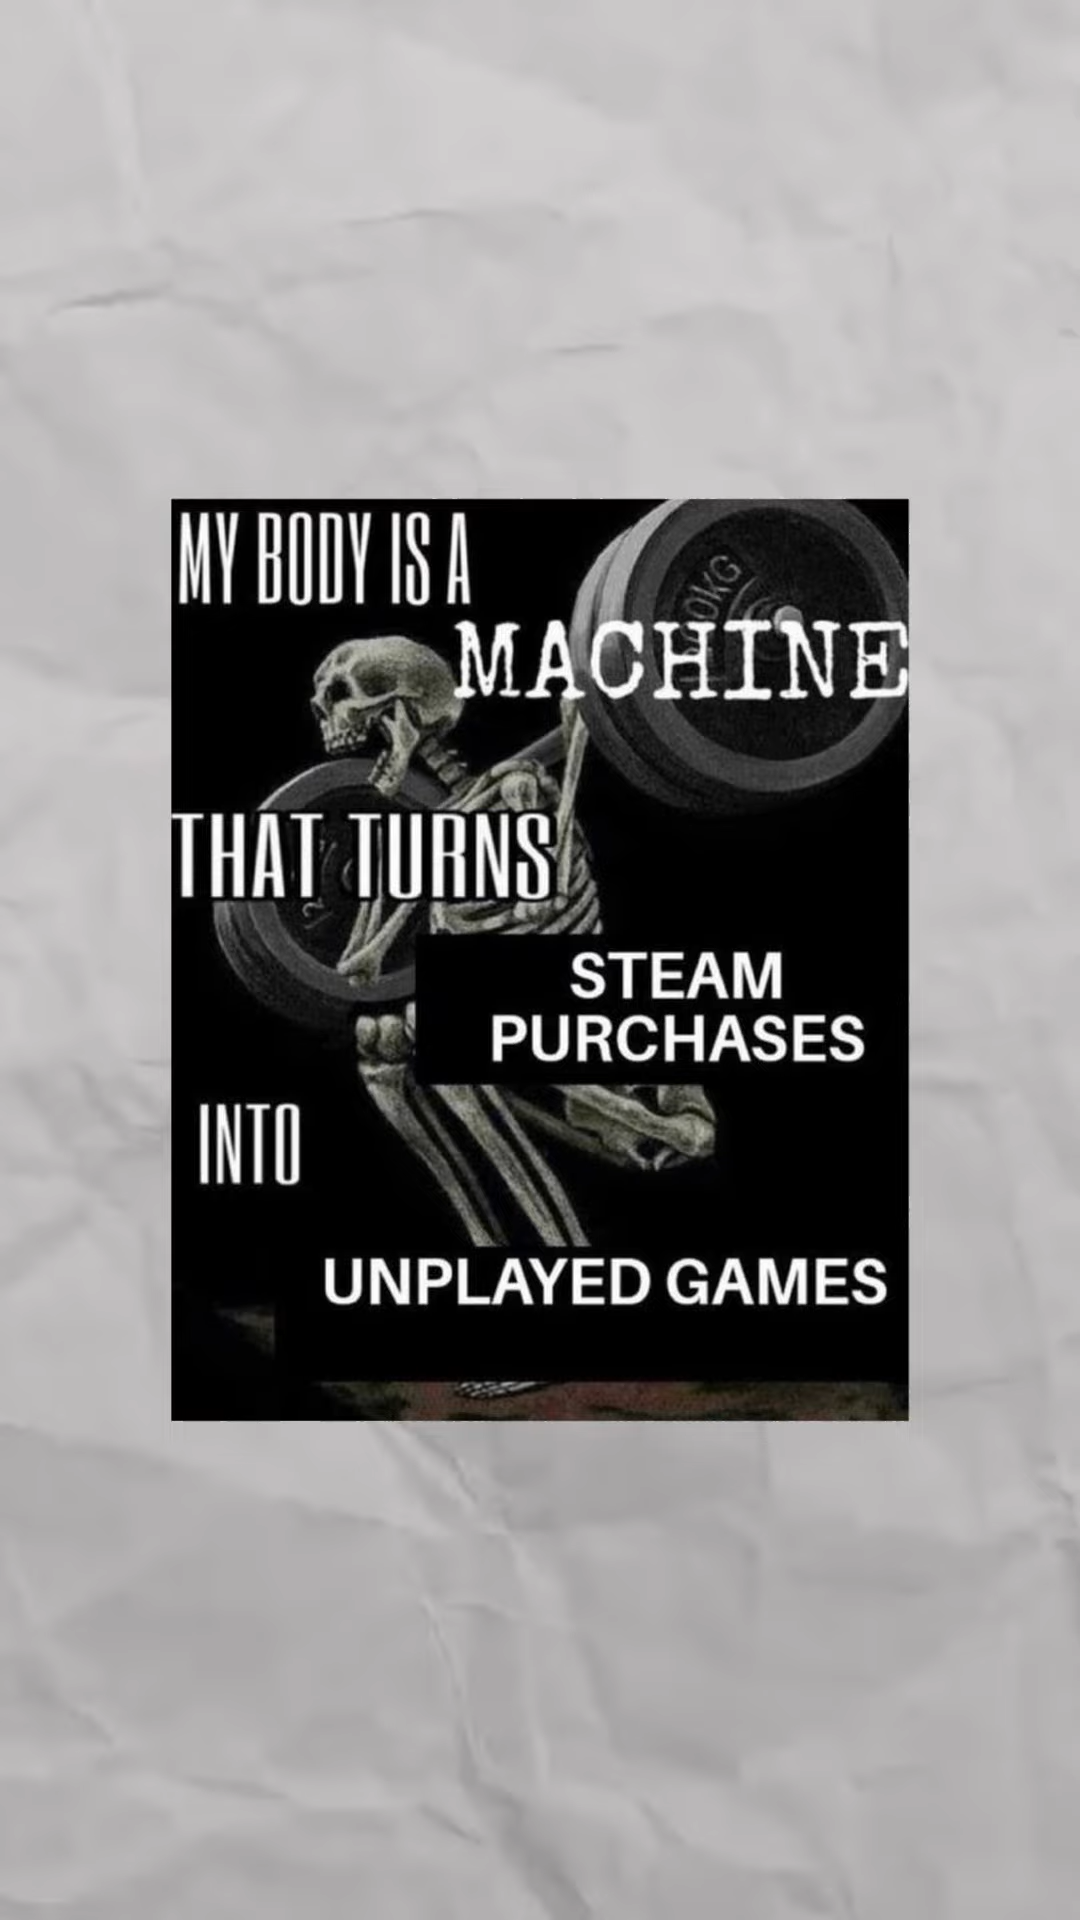 MY BODY IS A
MACHINE
THAT TURNS
STEAM
PURCHASES
INTO
UNPLAYED GAMES